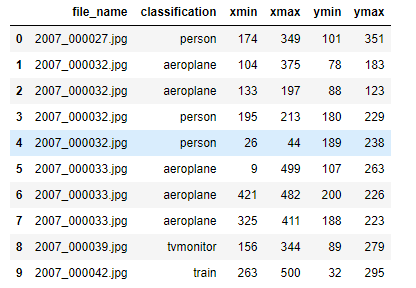 file_name classification xmin xmax ymin ymax
0 2007_000027.jpg person 174 349 101 351
1 2007_000032.jpg aeroplane 104 375 78 183
2 2007_000032.jpg aeroplane 133 197 88 123
3 2007_000032.jpg person 195 213 180 229
4 2007_000032.jpg person 26 44 189 238
5 2007_000033.jpg aeroplane 9 499 107 263
6 2007_000033.jpg aeroplane 421 482 200 226
7 2007_000033.jpg aeroplane 325 411 188 223
8 2007_000039.jpg tvmonitor 156 344 89 279
9 2007_000042.jpg train 263 500 32 295